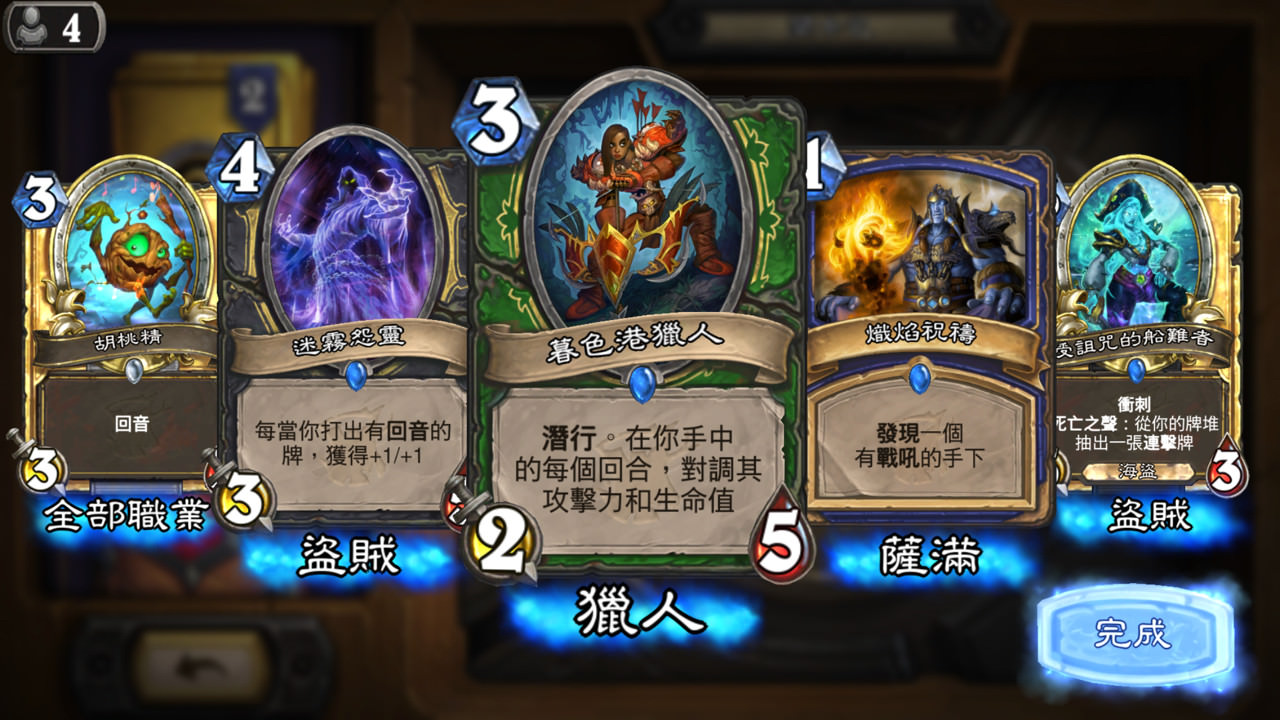 4
2
3
胡桃精
回音
3
全部職業
4
迷霧怨靈
每當你打出有回音的
牌，獲得+1/+1
3
盜賊
3
暮色港獵人
潛行。在你手中
的每個回合，對調其
攻擊力和生命值
2
5
獵人
1
熾焰祝禱
發現一個
有戰吼的手下
薩滿
受詛咒的船難者
衝刺
死亡之聲：從你的牌堆
抽出一張連擊牌
海盜
3
盜賊
完成